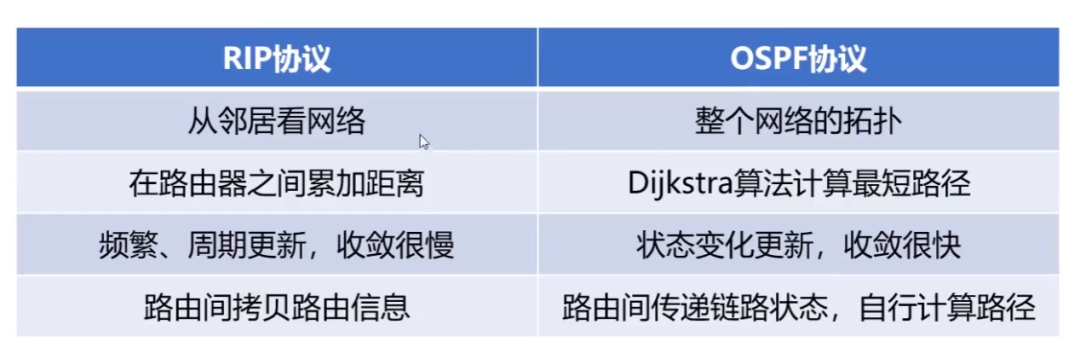 RIP协议
OSPF协议
从邻居看网络
整个网络的拓扑
在路由器之间累加距离
Dijkstra算法计算最短路径
频繁、周期更新，收敛很慢
状态变化更新，收敛很快
路由间拷贝路由信息
路由间传递链路状态，自行计算路径